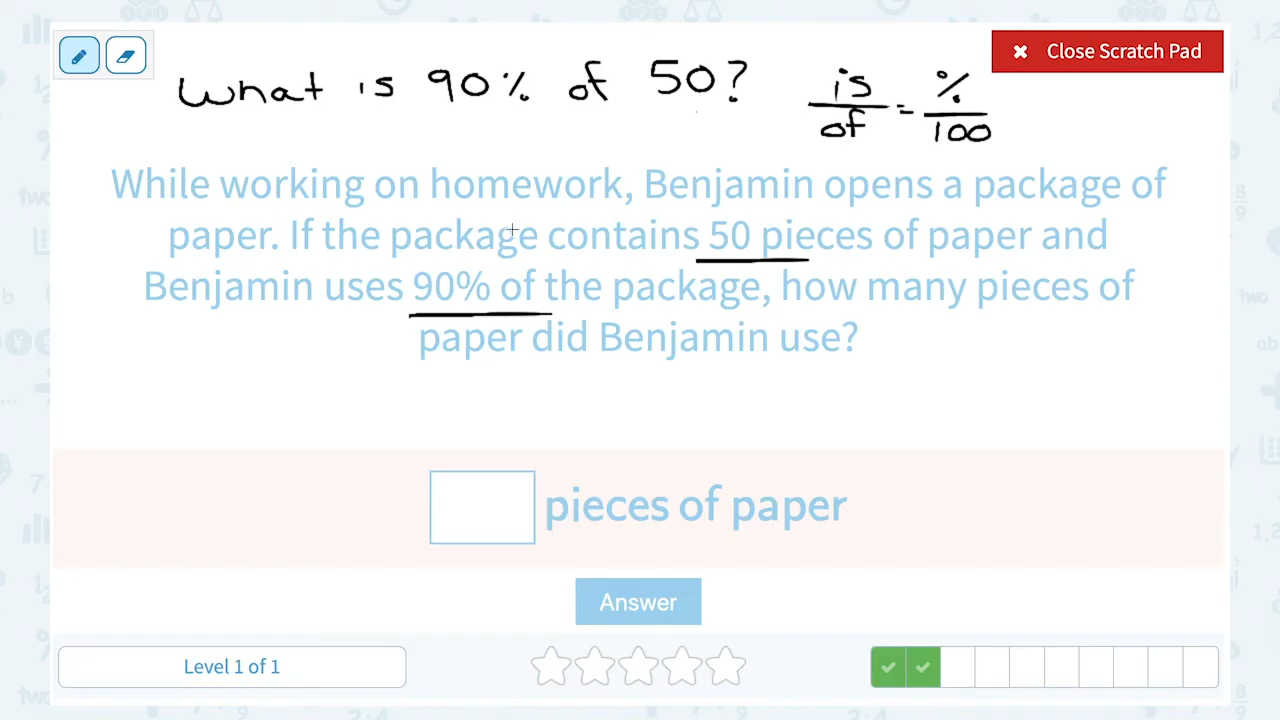 Close Scratch Pad
What is 90% of 50?
is/of = %/100
While working on homework, Benjamin opens a package of
paper. If the package contains 50 pieces of paper and
Benjamin uses 90% of the package, how many pieces of
paper did Benjamin use?
pieces of paper
Answer
Level 1 of 1